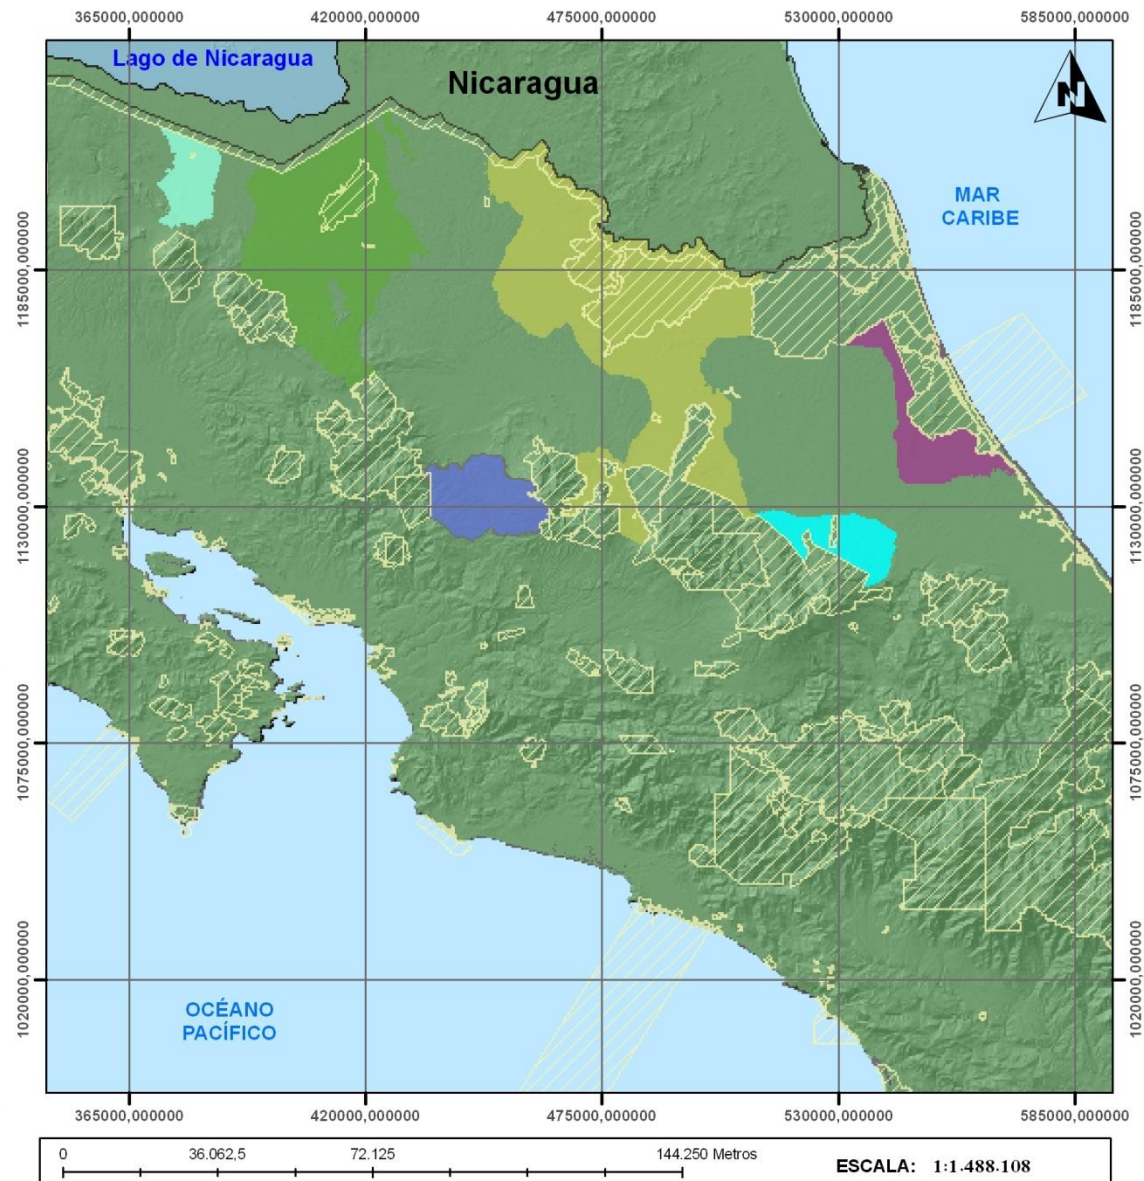 365000,000000 420000,000000 475000,000000 530000,000000 585000,000000
Lago de Nicaragua
Nicaragua
N
MAR
CARIBE
1185000,000000 1185000,000000
1130000,000000 1130000,000000
1075000,000000 1075000,000000
1020000,000000 1020000,000000
OCÉANO
PACÍFICO
365000,000000 420000,000000 475000,000000 530000,000000 585000,000000
0 36.062,5 72.125 144.250 Metros
ESCALA: 1:1.488.108